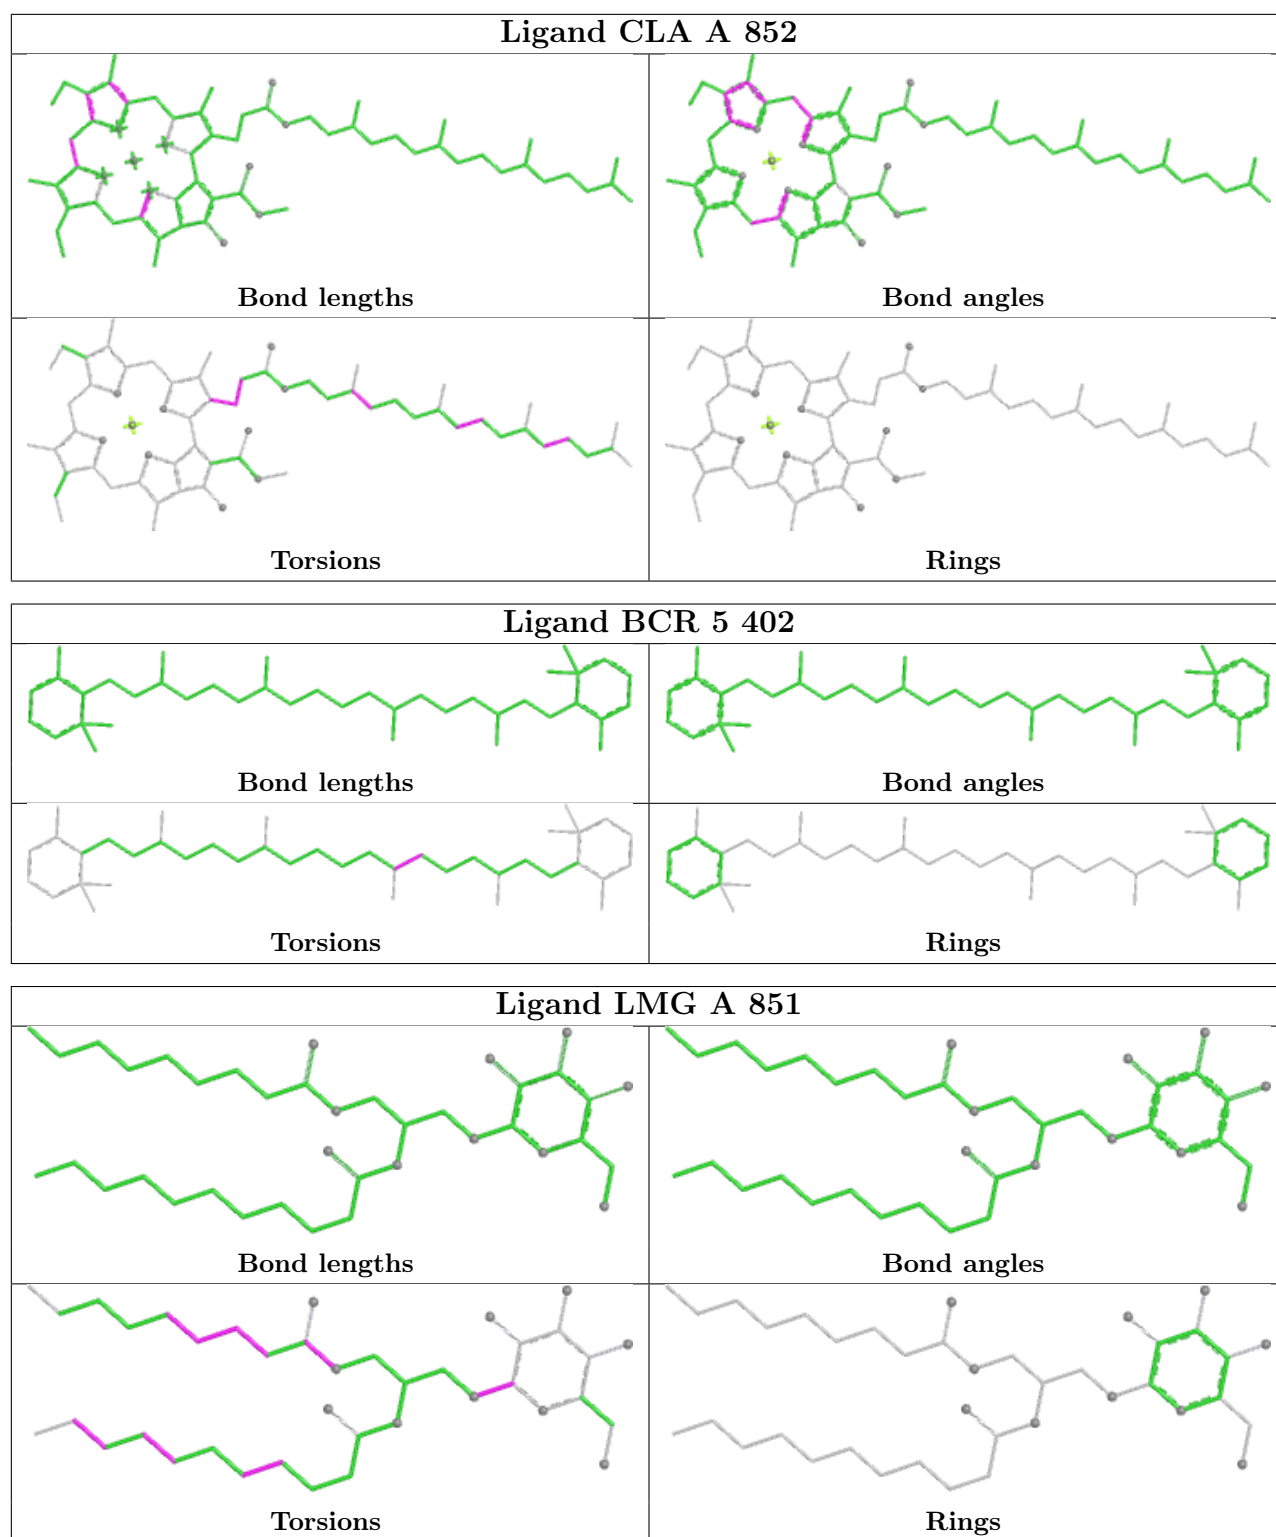 Ligand CLA A 852
Bond lengths
Bond angles
Torsions
Rings
Ligand BCR 5 402
Bond lengths
Bond angles
Torsions
Rings
Ligand LMG A 851
Bond lengths
Bond angles
Torsions
Rings